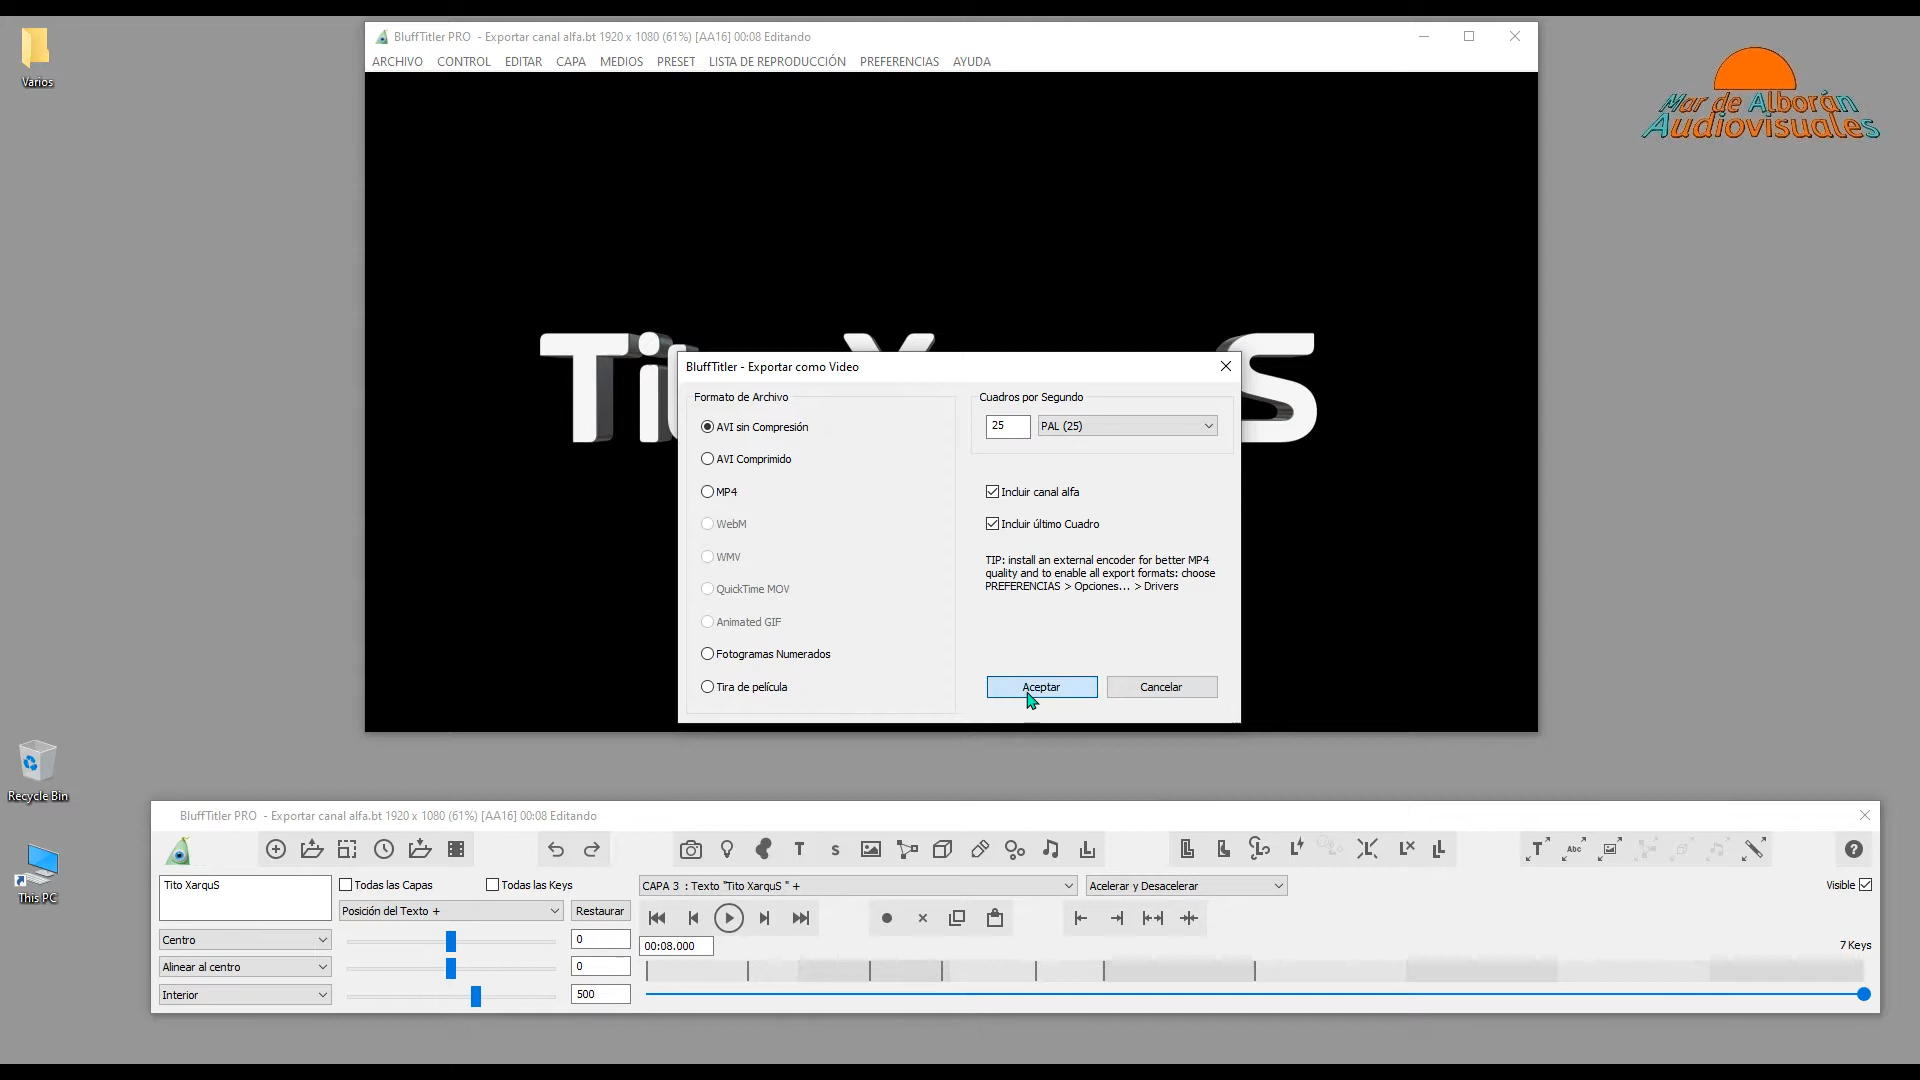 Varios
BluffTitler PRO - Exportar canal alfa.bt 1920 x 1080 (61%) [AA16] 00:08 Editando
ARCHIVO CONTROL EDITAR CAPA MEDIOS PRESET LISTA DE REPRODUCCIÓN PREFERENCIAS AYUDA
Mar de Alborán
Audiovisuales
BluffTitler - Exportar como Video
Formato de Archivo
AVI sin Compresión
AVI Comprimido
MP4
WebM
WMV
QuickTime MOV
Animated GIF
Fotogramas Numerados
Tira de película
Cuadros por Segundo
25 PAL (25)
Incluir canal alfa
Incluir último Cuadro
TIP: install an external encoder for better MP4
quality and to enable all export formats: choose
PREFERENCIAS > Opciones... > Drivers
Aceptar Cancelar
Recycle Bin
This PC
BluffTitler PRO - Exportar canal alfa.bt 1920 x 1080 (61%) [AA16] 00:08 Editando
T S T Abc ?
Tito XarquS Todas las Capas Todas las Keys CAPA 3 : Texto "Tito XarquS " + Acelerar y Desacelerar Visible
Posición del Texto + Restaurar
Centro 0 00:08.000 7 Keys
Alinear al centro 0
Interior 500